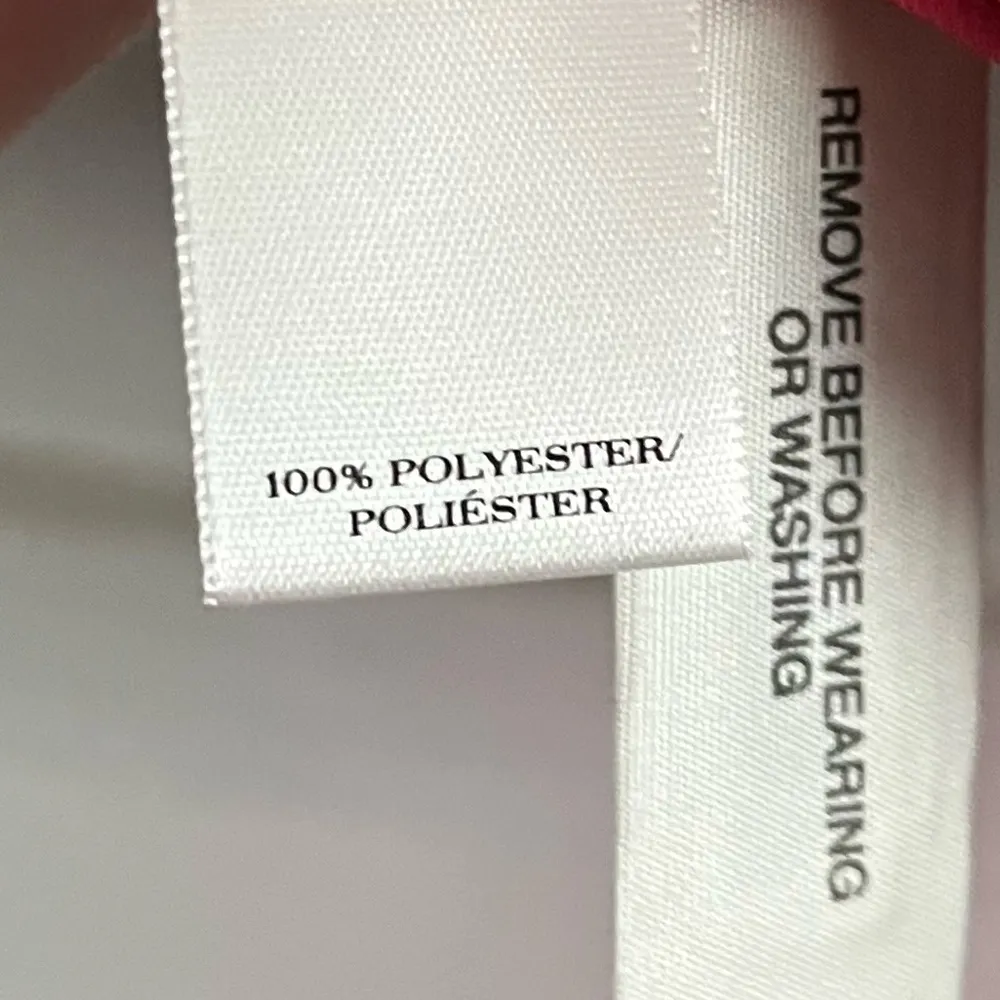 100% POLYESTER/
POLIÉSTER
REMOVE BEFORE WEARING
OR WASHING